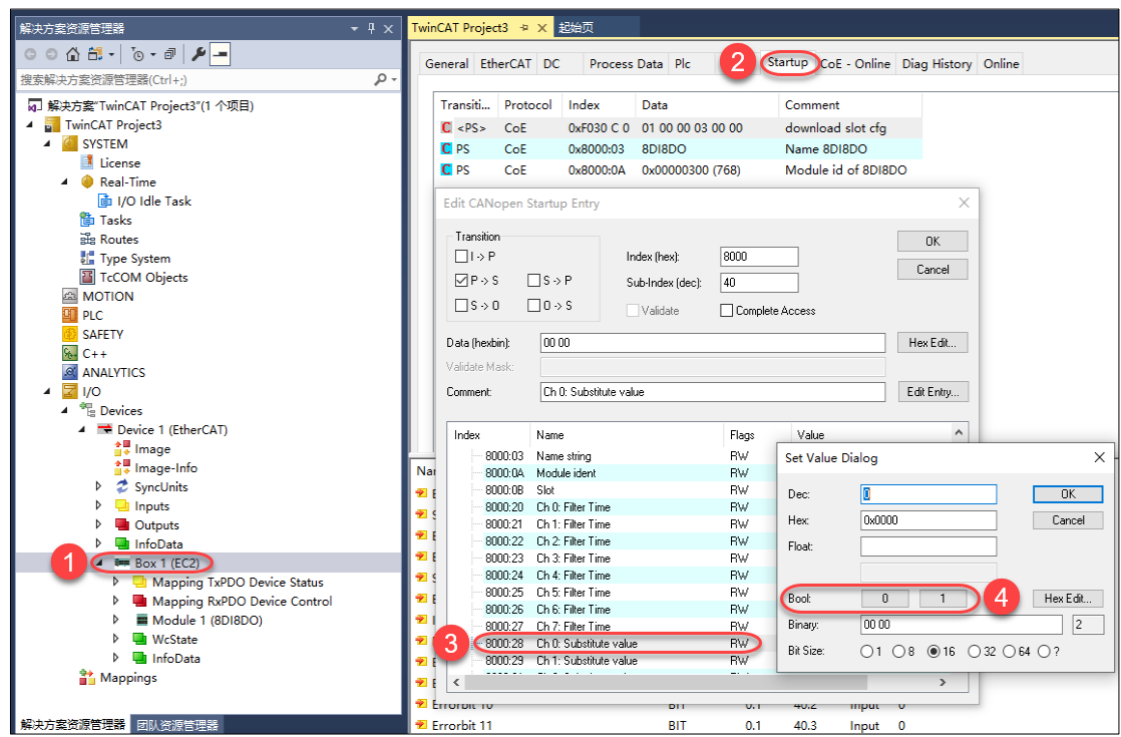 解决方案资源管理器
搜索解决方案资源管理器(Ctrl+;)
解决方案"TwinCAT Project3"(1 个项目)
TwinCAT Project3
SYSTEM
License
Real-Time
I/O Idle Task
Tasks
Routes
Type System
TcCOM Objects
MOTION
PLC
SAFETY
C++
ANALYTICS
I/O
Devices
Device 1 (EtherCAT)
Image
Image-Info
SyncUnits
Inputs
Outputs
InfoData
1
Box 1 (EC2)
Mapping TxPDO Device Status
Mapping RxPDO Device Control
Module 1 (8DI8DO)
WcState
InfoData
Mappings
解决方案资源管理器 团队资源管理器
TwinCAT Project3 起始页
General EtherCAT DC Process Data Plc 2 Startup CoE - Online Diag History Online
Transiti... Protocol Index Data Comment
C <PS> CoE 0xF030 C 0 01 00 00 03 00 00 download slot cfg
C PS CoE 0x8000:03 8DI8DO Name 8DI8DO
C PS CoE 0x8000:0A 0x00000300 (768) Module id of 8DI8DO
Edit CANopen Startup Entry
Transition
I -> P
P -> S S -> P
S -> O O -> S
Index (hex): 8000
Sub-Index (dec): 40
Validate Complete Access
OK
Cancel
Data (hexbin): 00 00 Hex Edit...
Validate Mask:
Comment: Ch 0: Substitute value Edit Entry...
Index Name Flags Value
8000:03 Name string RW
8000:0A Module ident RW
8000:0B Slot RW
8000:20 Ch 0: Filter Time RW
8000:21 Ch 1: Filter Time RW
8000:22 Ch 2: Filter Time RW
8000:23 Ch 3: Filter Time RW
8000:24 Ch 4: Filter Time RW
8000:25 Ch 5: Filter Time RW
8000:26 Ch 6: Filter Time RW
8000:27 Ch 7: Filter Time RW
3 8000:28 Ch 0: Substitute value RW
8000:29 Ch 1: Substitute value RW
Set Value Dialog
Dec: 0 OK
Hex: 0x0000 Cancel
Float:
Bool: 0 1 4 Hex Edit...
Binary: 00 00 2
Bit Size: 1 8 16 32 64 ?
Errorbit 10 BIT 0.1 40.2 Input 0
Errorbit 11 BIT 0.1 40.3 Input 0